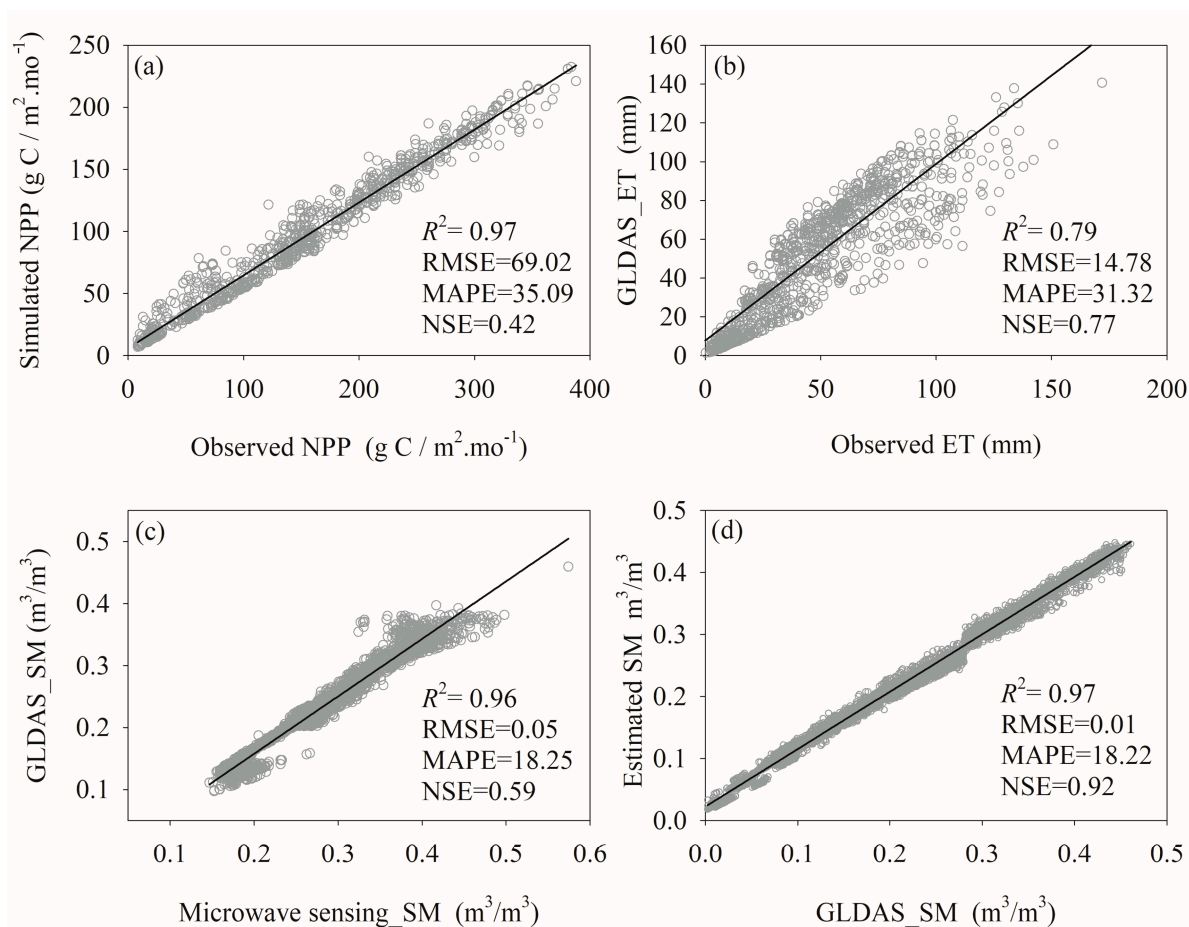 (a)
Simulated NPP (g C / m².mo⁻¹)
250
200
150
100
50
0
R²= 0.97
RMSE=69.02
MAPE=35.09
NSE=0.42
0 100 200 300 400
Observed NPP (g C / m².mo⁻¹)
(b)
GLDAS_ET (mm)
160
140
120
100
80
60
40
20
0
R²= 0.79
RMSE=14.78
MAPE=31.32
NSE=0.77
0 50 100 150 200
Observed ET (mm)
(c)
GLDAS_SM (m³/m³)
0.5
0.4
0.3
0.2
0.1
R²= 0.96
RMSE=0.05
MAPE=18.25
NSE=0.59
0.1 0.2 0.3 0.4 0.5 0.6
Microwave sensing_SM (m³/m³)
(d)
Estimated SM m³/m³
0.5
0.4
0.3
0.2
0.1
0.0
R²= 0.97
RMSE=0.01
MAPE=18.22
NSE=0.92
0.0 0.1 0.2 0.3 0.4 0.5
GLDAS_SM (m³/m³)